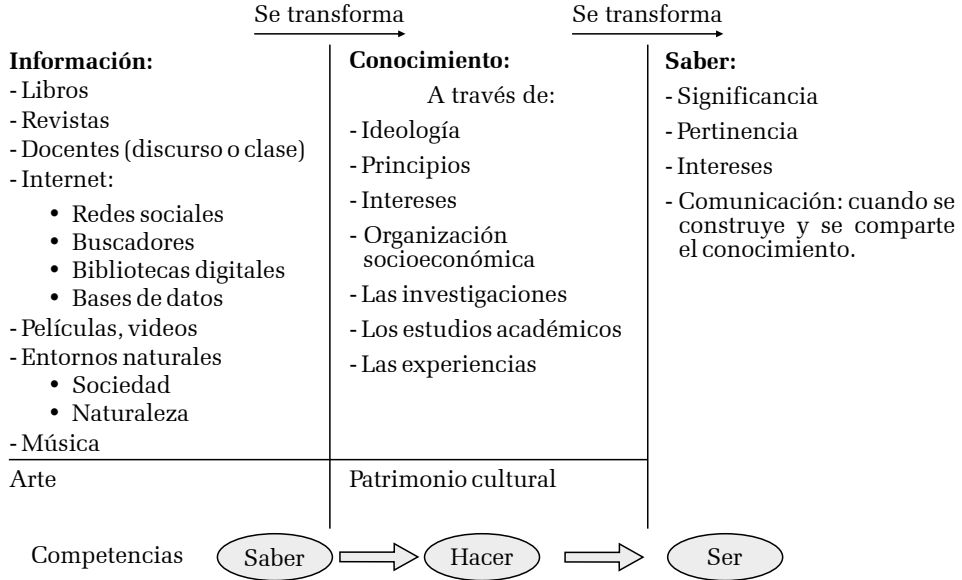 Se transforma
Se transforma
Información:
- Libros
- Revistas
- Docentes (discurso o clase)
- Internet:
• Redes sociales
• Buscadores
• Bibliotecas digitales
• Bases de datos
- Películas, videos
- Entornos naturales
• Sociedad
• Naturaleza
- Música
Arte
Conocimiento:
A través de:
- Ideología
- Principios
- Intereses
- Organización
socioeconómica
- Las investigaciones
- Los estudios académicos
- Las experiencias
Patrimonio cultural
Saber:
- Significancia
- Pertinencia
- Intereses
- Comunicación: cuando se
construye y se comparte
el conocimiento.
Competencias
Saber
Hacer
Ser